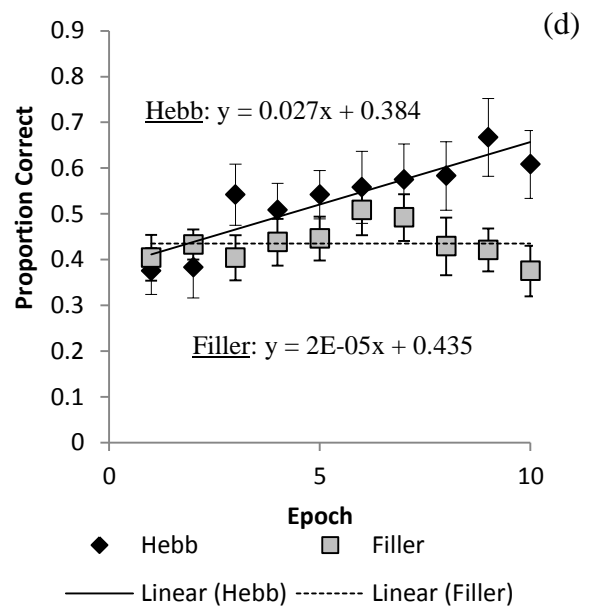 (d)
0.9
0.8
0.7
0.6
0.5
0.4
0.3
0.2
0.1
0
Proportion Correct
Hebb: y = 0.027x + 0.384
Filler: y = 2E-05x + 0.435
0 5 10
Epoch
Hebb Filler
Linear (Hebb) Linear (Filler)